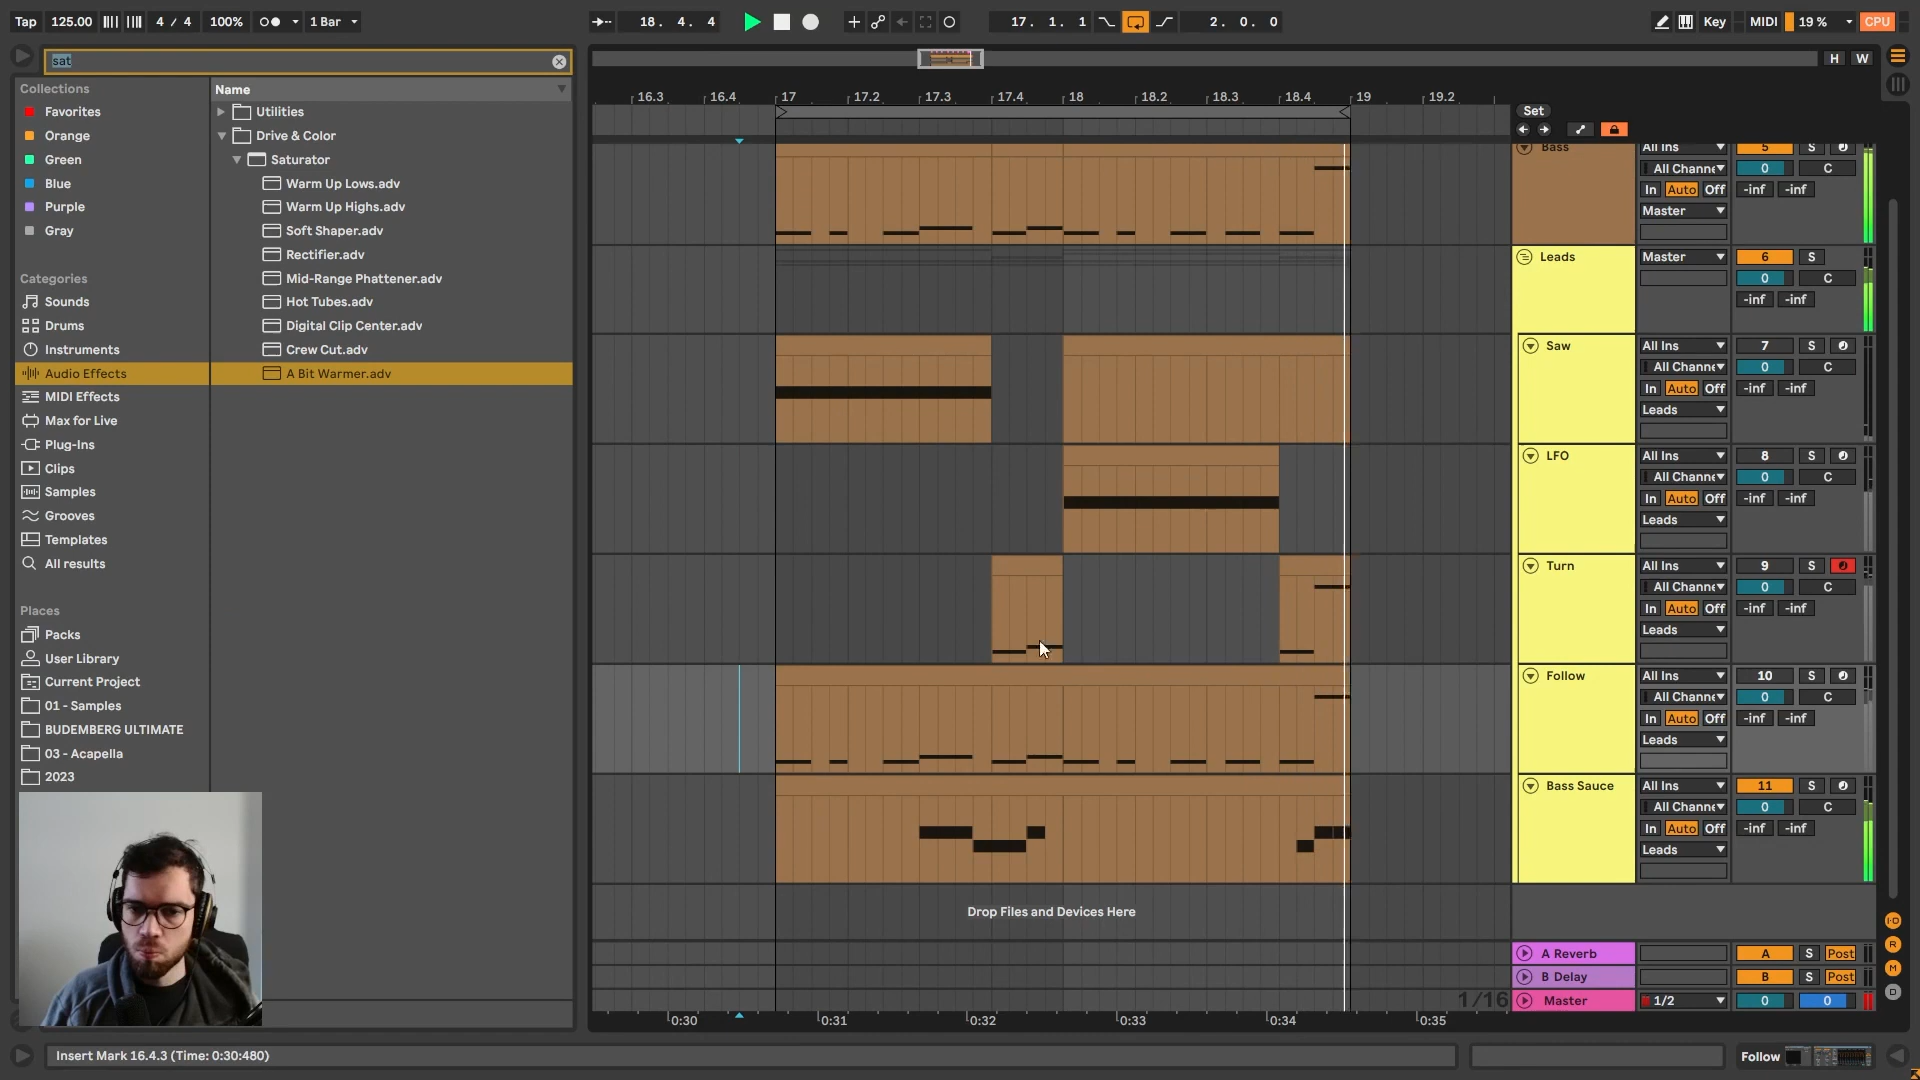 Tap 125.00 4 / 4 100% 1 Bar 18. 4. 4 17. 1. 1 2. 0. 0 Key MIDI 19 % CPU
sat
H W
Collections
Favorites
Orange
Green
Blue
Purple
Gray
Categories
Sounds
Drums
Instruments
Audio Effects
MIDI Effects
Max for Live
Plug-Ins
Clips
Samples
Grooves
Templates
All results
Places
Packs
User Library
Current Project
01 - Samples
BUDEMBERG ULTIMATE
03 - Acapella
2023
Name
Utilities
Drive & Color
Saturator
Warm Up Lows.adv
Warm Up Highs.adv
Soft Shaper.adv
Rectifier.adv
Mid-Range Phattener.adv
Hot Tubes.adv
Digital Clip Center.adv
Crew Cut.adv
A Bit Warmer.adv
16.3 16.4 17 17.2 17.3 17.4 18 18.2 18.3 18.4 19 19.2
Set
Bass All Ins 5 S
All Channe 0 C
In Auto Off -inf -inf
Master
Leads Master 6 S
0 C
-inf -inf
Saw All Ins 7 S
All Channe 0 C
In Auto Off -inf -inf
Leads
LFO All Ins 8 S
All Channe 0 C
In Auto Off -inf -inf
Leads
Turn All Ins 9 S
All Channe 0 C
In Auto Off -inf -inf
Leads
Follow All Ins 10 S
All Channe 0 C
In Auto Off -inf -inf
Leads
Bass Sauce All Ins 11 S
All Channe 0 C
In Auto Off -inf -inf
Leads
Drop Files and Devices Here
A Reverb A S Post
B Delay B S Post
1/16 Master 1/2 0 0
I·O
R
M
D
0:30 0:31 0:32 0:33 0:34 0:35
Insert Mark 16.4.3 (Time: 0:30:480) Follow